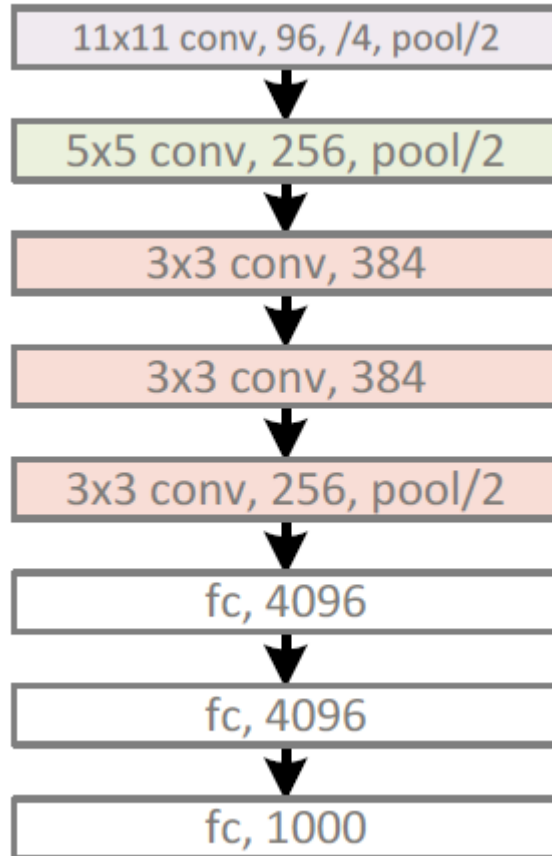 11x11 conv, 96, /4, pool/2
5x5 conv, 256, pool/2
3x3 conv, 384
3x3 conv, 384
3x3 conv, 256, pool/2
fc, 4096
fc, 4096
fc, 1000